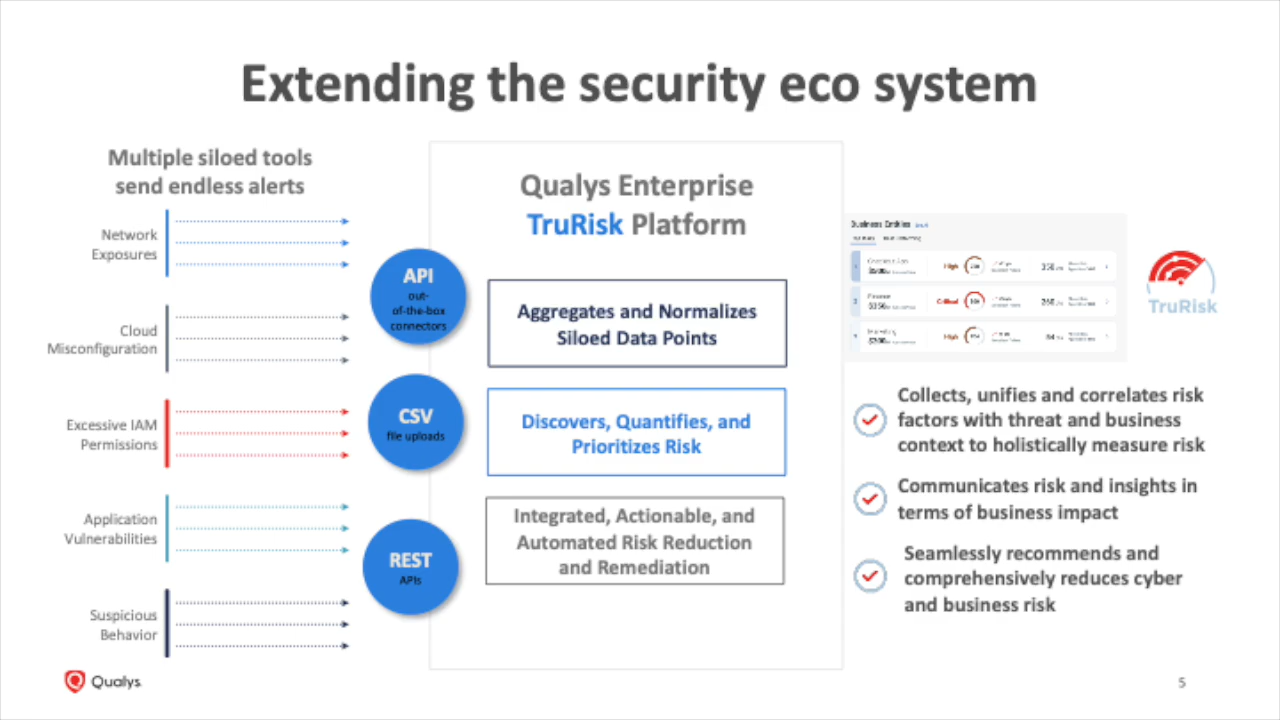 Extending the security eco system
Multiple siloed tools
send endless alerts
Network
Exposures
Cloud
Misconfiguration
Excessive IAM
Permissions
Application
Vulnerabilities
Suspicious
Behavior
API
out-
of-the-box
connectors
CSV
file uploads
REST
APIs
Qualys Enterprise
TruRisk Platform
Aggregates and Normalizes
Siloed Data Points
Discovers, Quantifies, and
Prioritizes Risk
Integrated, Actionable, and
Automated Risk Reduction
and Remediation
Business Entities
High
Finance
Critical
Marketing
High
TruRisk
Collects, unifies and correlates risk
factors with threat and business
context to holistically measure risk
Communicates risk and insights in
terms of business impact
Seamlessly recommends and
comprehensively reduces cyber
and business risk
Qualys
5